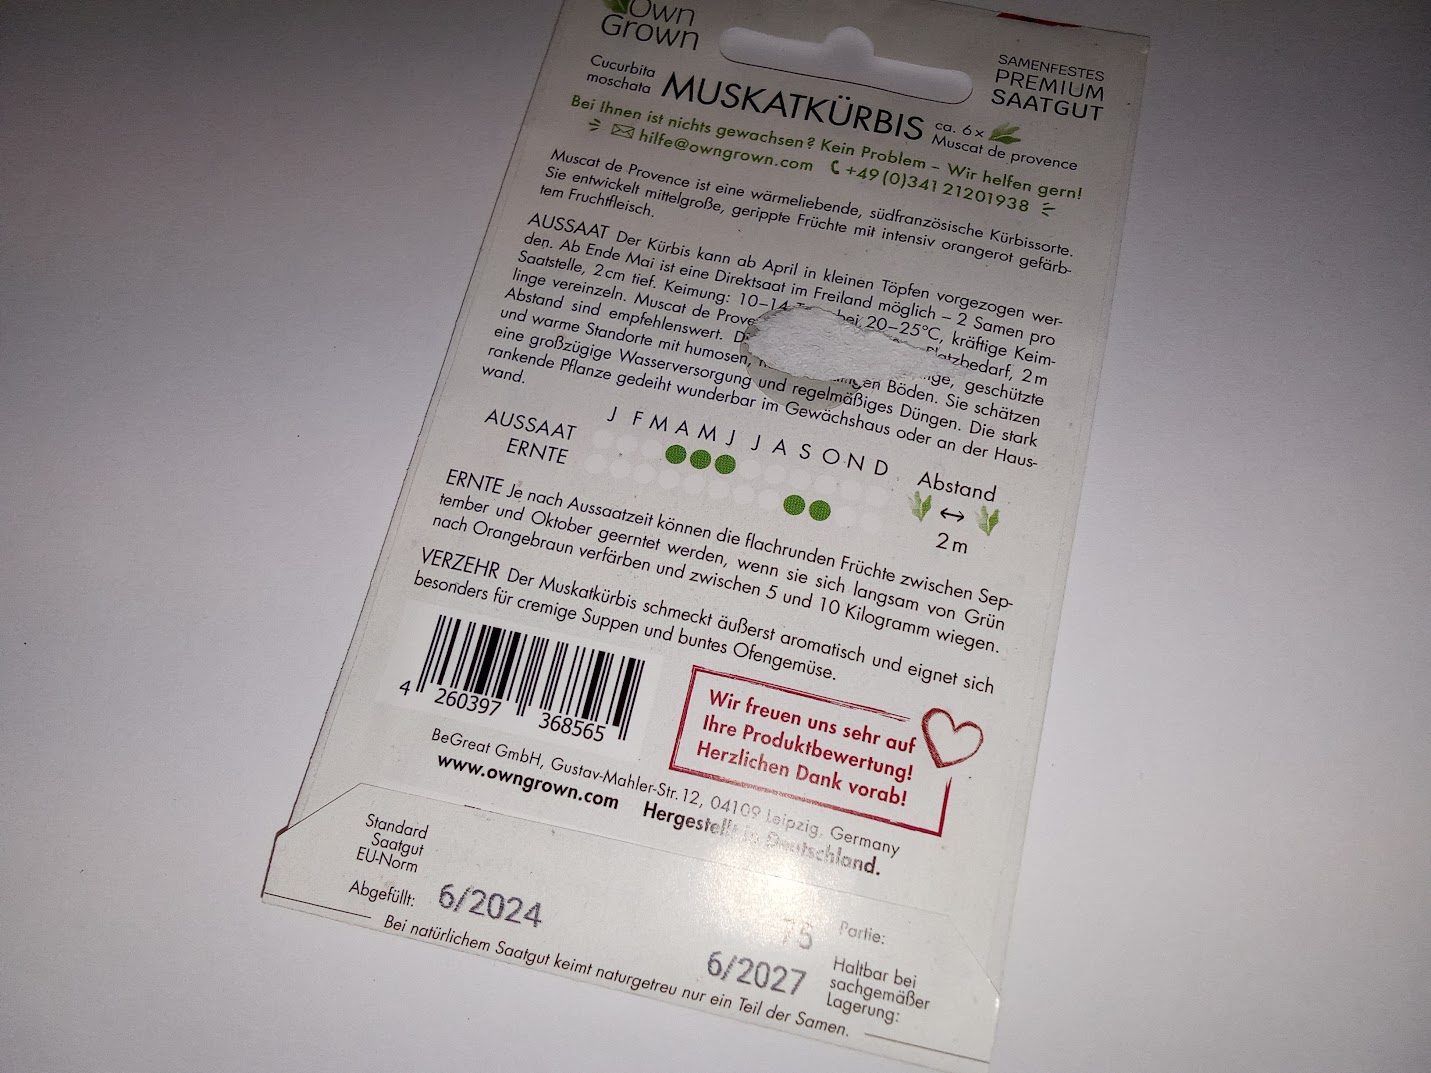 Own
Grown
SAMENFESTES
PREMIUM
SAATGUT
Cucurbita
moschata
MUSKATKÜRBIS
ca. 6×
Muscat de provence
Bei Ihnen ist nichts gewachsen? Kein Problem – Wir helfen gern!
hilfe@owngrown.com +49 (0)341 21201938
Muscat de Provence ist eine wärmeliebende, südfranzösische Kürbissorte.
Sie entwickelt mittelgroße, gerippte Früchte mit intensiv orangerot gefärb-
tem Fruchtfleisch.
AUSSAAT Der Kürbis kann ab April in kleinen Töpfen vorgezogen wer-
den. Ab Ende Mai ist eine Direktsaat im Freiland möglich – 2 Samen pro
Saatstelle, 2 cm tief. Keimung: 10–14 bei 20–25°C, kräftige Keim-
linge vereinzeln. Muscat de Platzbedarf, 2 m
Abstand sind empfehlenswert. geschützte
und warme Standorte mit humosen, Böden. Sie schätzen
eine großzügige Wasserversorgung und regelmäßiges Düngen. Die stark
rankende Pflanze gedeiht wunderbar im Gewächshaus oder an der Haus-
wand.
J F M A M J J A S O N D
AUSSAAT
ERNTE
Abstand
2 m
ERNTE Je nach Aussaatzeit können die flachrunden Früchte zwischen Sep-
tember und Oktober geerntet werden, wenn sie sich langsam von Grün
nach Orangebraun verfärben und zwischen 5 und 10 Kilogramm wiegen.
VERZEHR Der Muskatkürbis schmeckt äußerst aromatisch und eignet sich
besonders für cremige Suppen und buntes Ofengemüse.
4 260397 368565
Wir freuen uns sehr auf
Ihre Produktbewertung!
Herzlichen Dank vorab!
BeGreat GmbH, Gustav-Mahler-Str. 12, 04109 Leipzig, Germany
www.owngrown.com Hergestellt in Deutschland.
Standard
Saatgut
EU-Norm
Abgefüllt: 6/2024
Partie:
6/2027
Haltbar bei
sachgemäßer
Lagerung:
Bei natürlichem Saatgut keimt naturgetreu nur ein Teil der Samen.